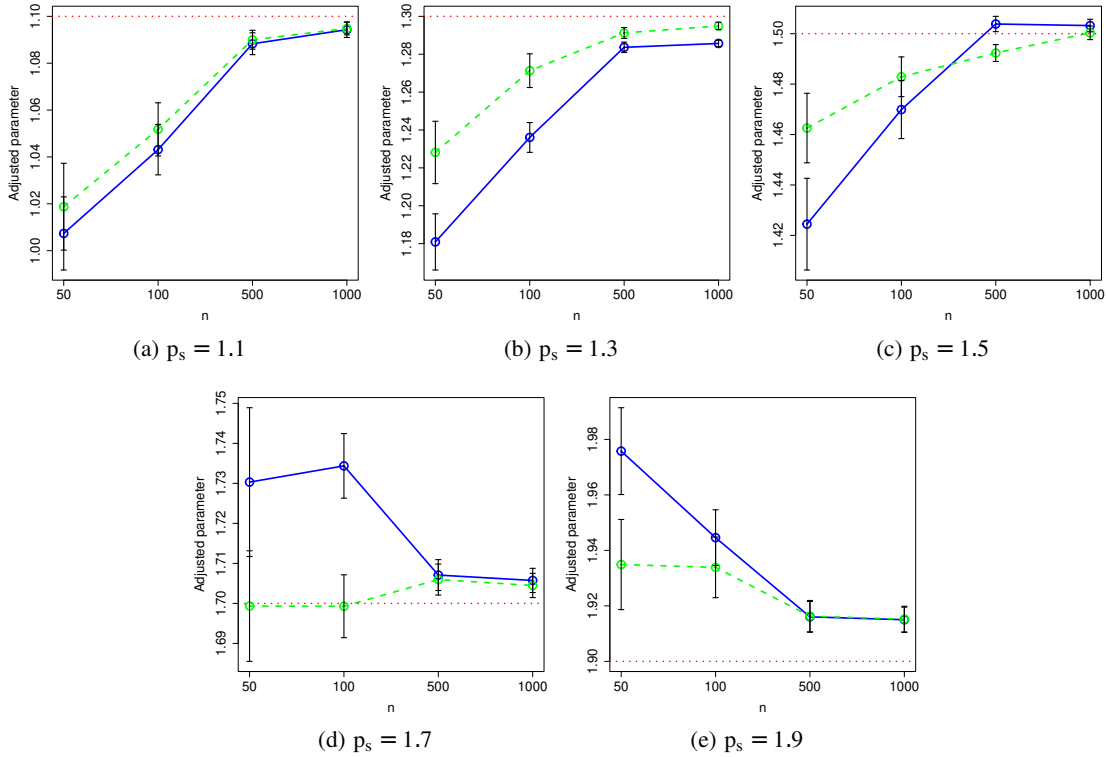 1.00 1.02 1.04 1.06 1.08 1.10
Adjusted parameter
50 100 500 1000
n
(a) pₛ = 1.1
1.18 1.20 1.22 1.24 1.26 1.28 1.30
Adjusted parameter
50 100 500 1000
n
(b) pₛ = 1.3
1.42 1.44 1.46 1.48 1.50
Adjusted parameter
50 100 500 1000
n
(c) pₛ = 1.5
1.69 1.70 1.71 1.72 1.73 1.74 1.75
Adjusted parameter
50 100 500 1000
n
(d) pₛ = 1.7
1.90 1.92 1.94 1.96 1.98
Adjusted parameter
50 100 500 1000
n
(e) pₛ = 1.9